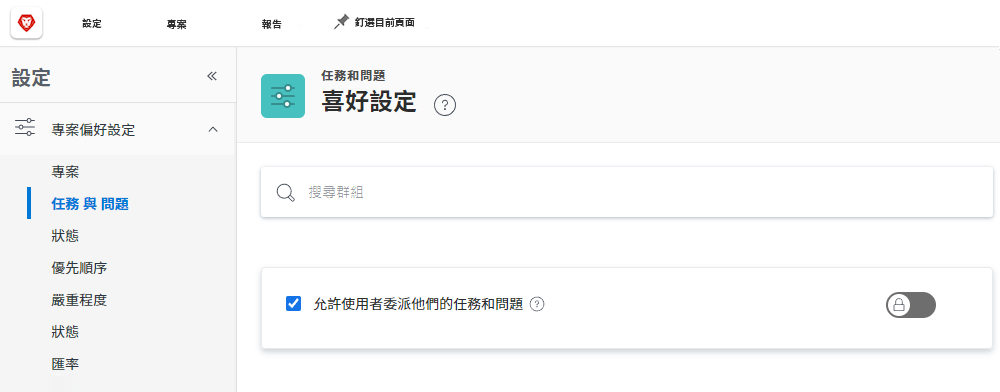 設定 專案 報告 釘選目前頁面
設定
任務和問題
喜好設定
專案偏好設定
專案
任務 與 問題
狀態
優先順序
嚴重程度
狀態
匯率
搜尋群組
允許使用者委派他們的任務和問題